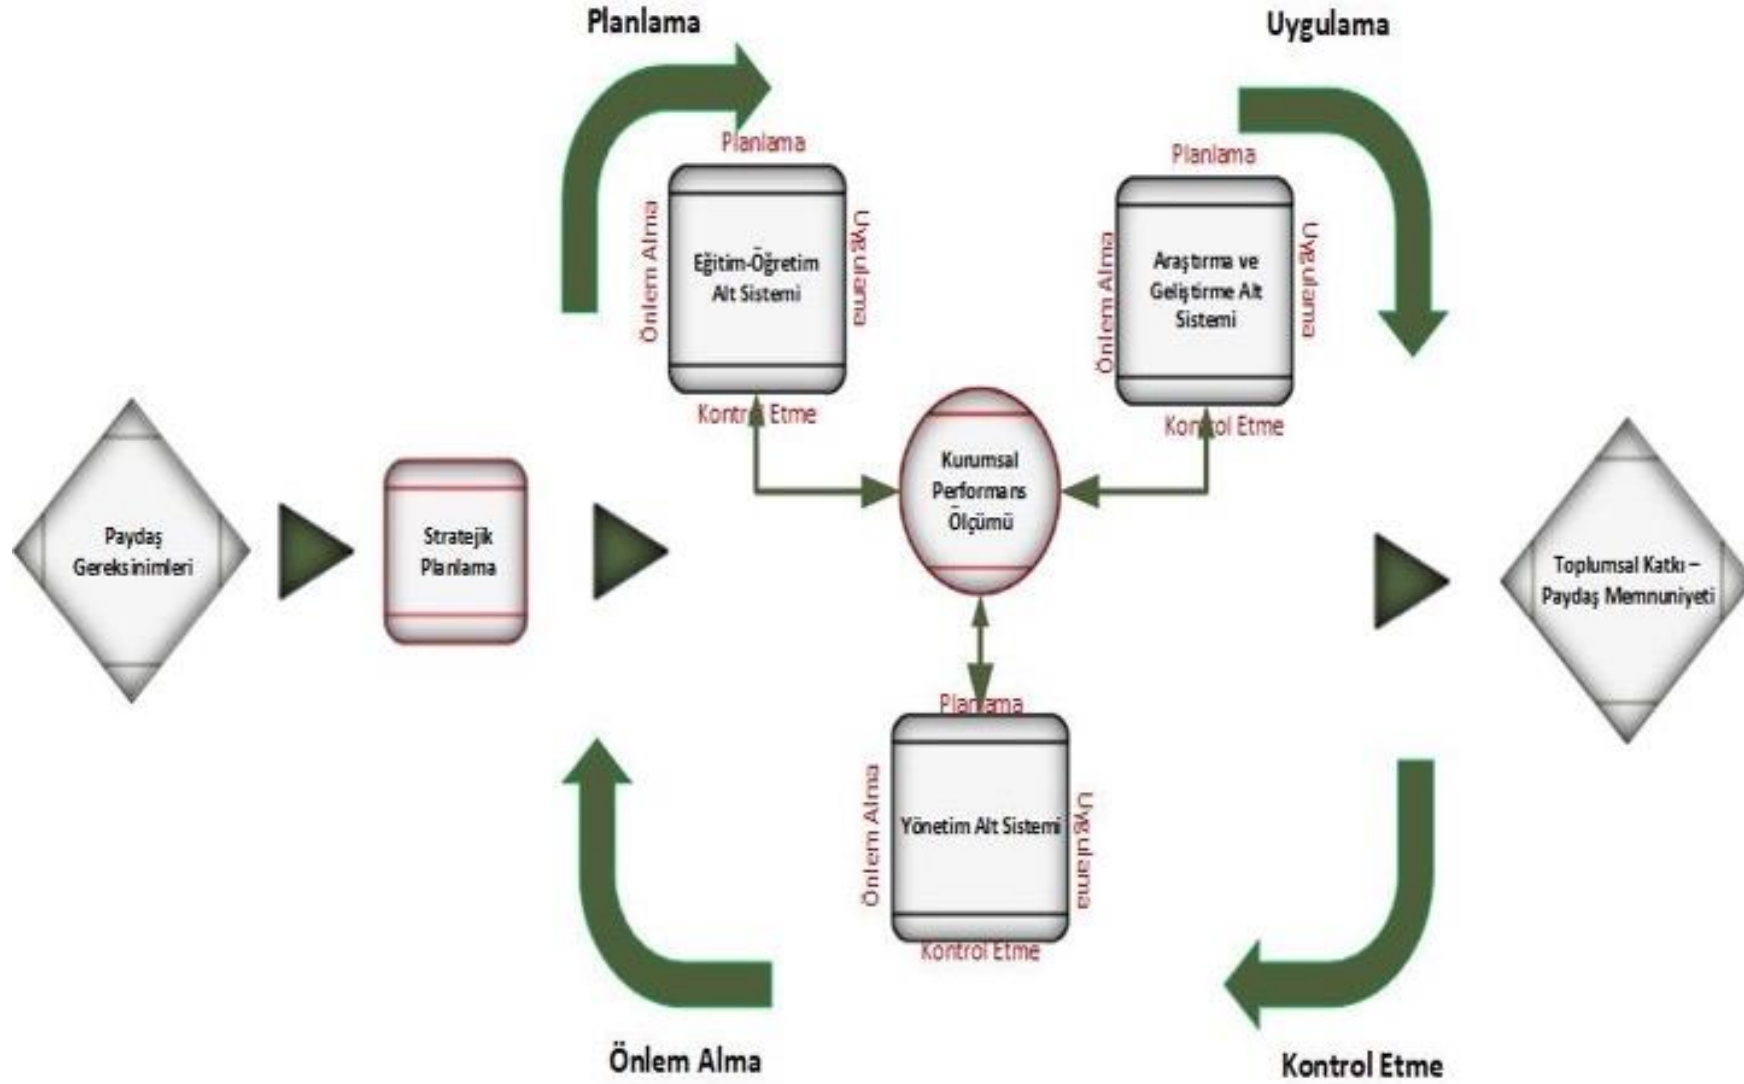 Planlama
Uygulama
Planlama
Önlem Alma
Eğitim-Öğretim
Alt Sistemi
Uygulama
Kontrol Etme
Planlama
Önlem Alma
Araştırma ve
Geliştirme Alt
Sistemi
Uygulama
Kontrol Etme
Paydaş
Gereksinimleri
Stratejik
Planlama
Kurumsal
Performans
Ölçümü
Toplumsal Katkı –
Paydaş Memnuniyeti
Planlama
Önlem Alma
Yönetim Alt Sistemi
Uygulama
Kontrol Etme
Önlem Alma
Kontrol Etme